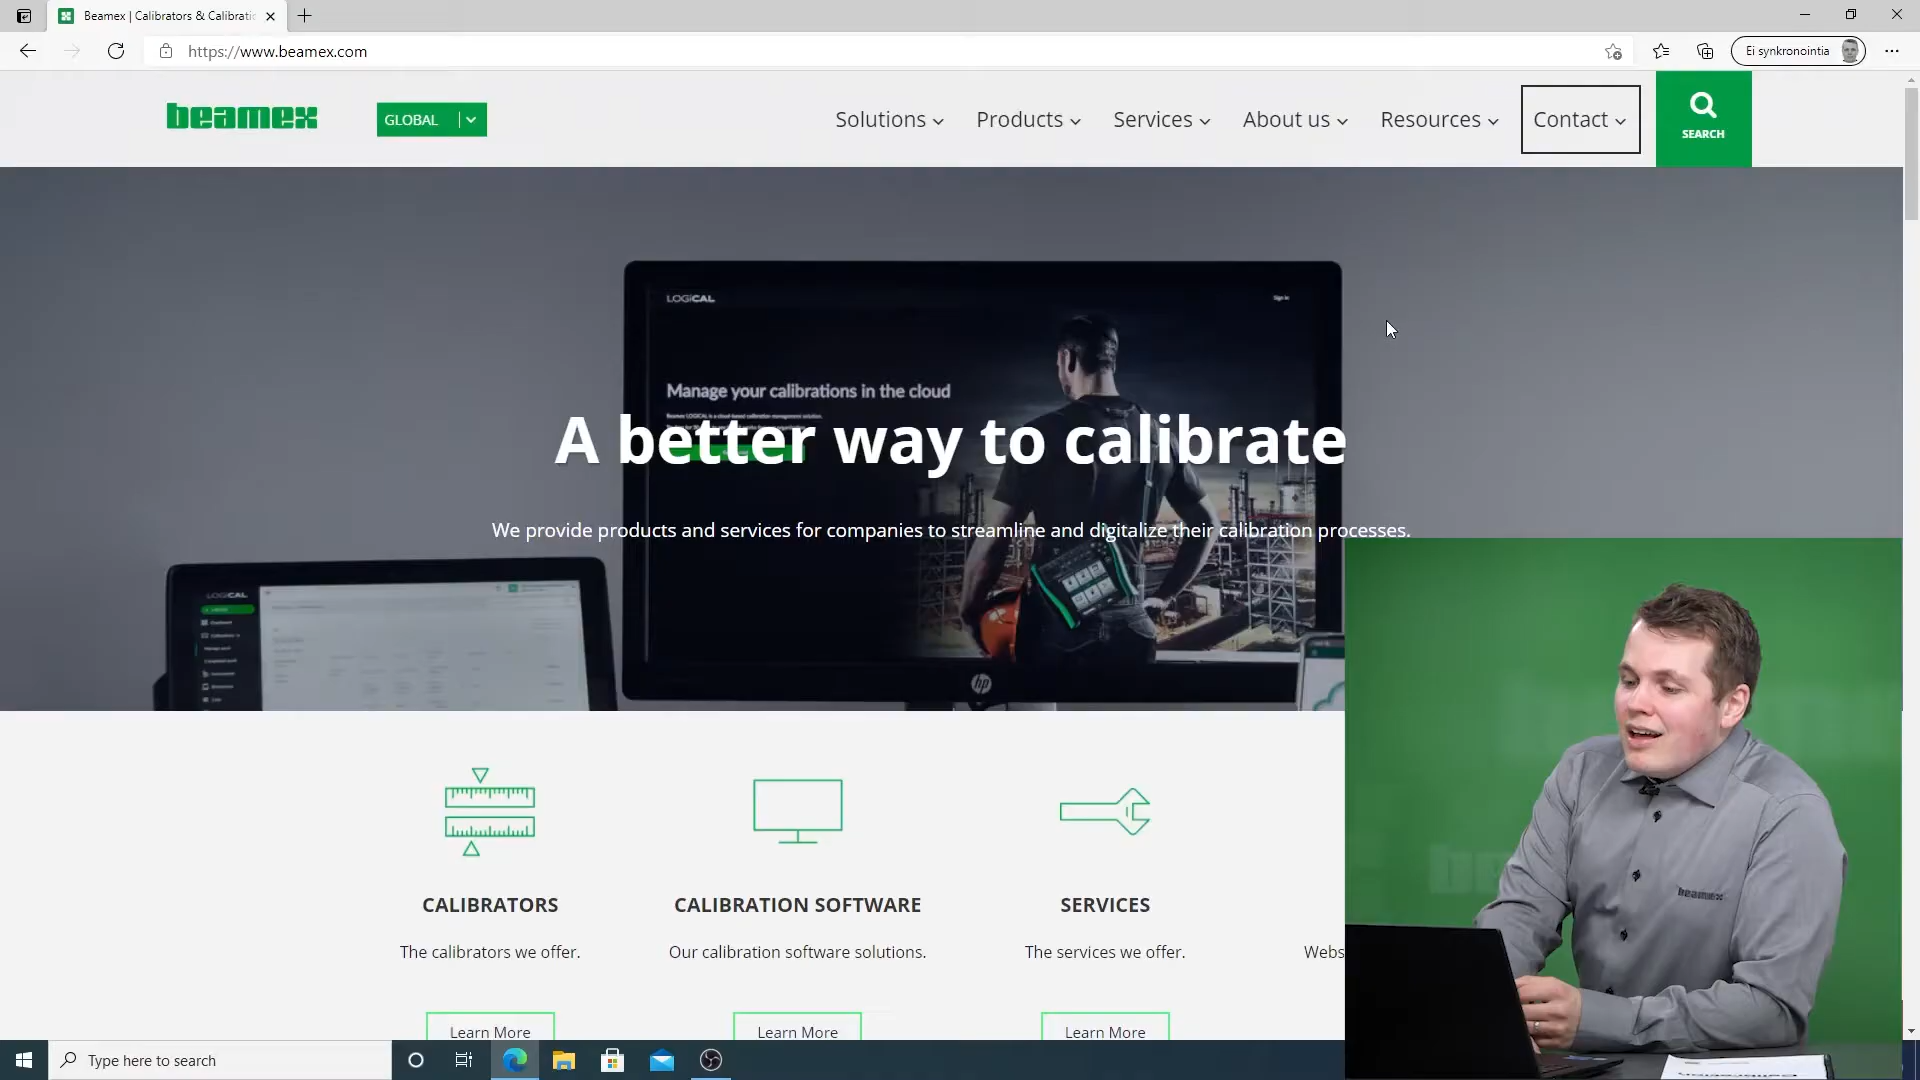 Beamex | Calibrators & Calibratic
https://www.beamex.com
Ei synkronointia
beamex
GLOBAL
Solutions
Products
Services
About us
Resources
Contact
SEARCH
LOGiCAL
Sign in
Manage your calibrations in the cloud
A better way to calibrate
We provide products and services for companies to streamline and digitalize their calibration processes.
LOGiCAL
hp
CALIBRATORS
CALIBRATION SOFTWARE
SERVICES
The calibrators we offer.
Our calibration software solutions.
The services we offer.
Webs
Learn More
Learn More
Learn More
beamex
Type here to search